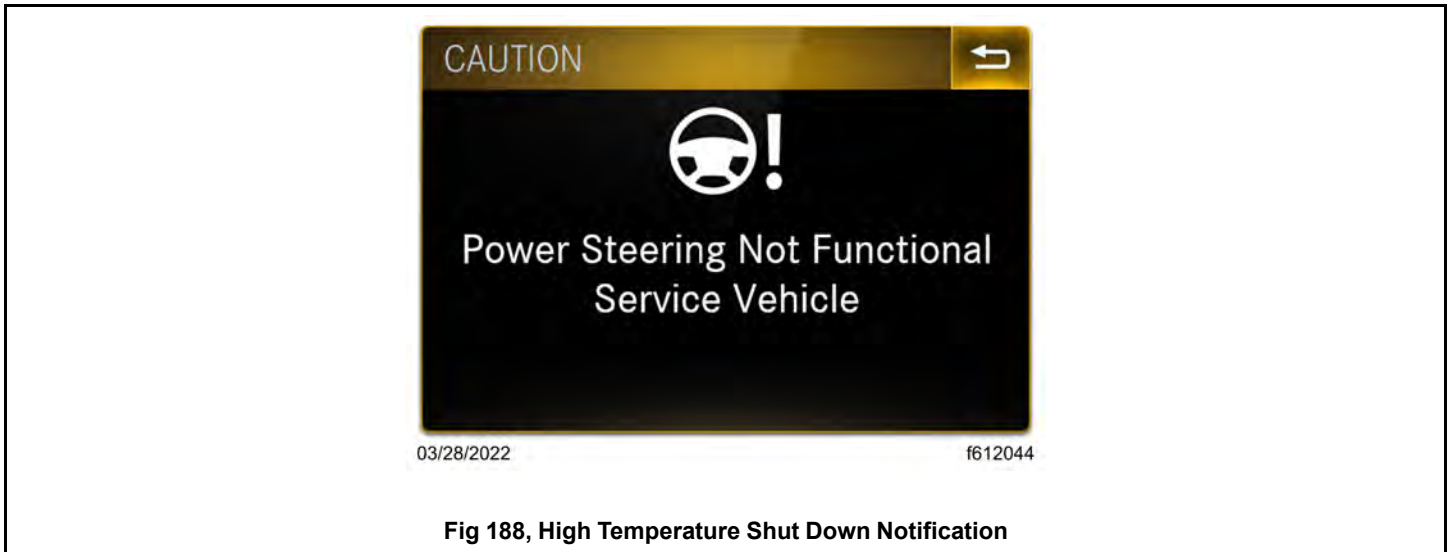 CAUTION
Power Steering Not Functional
Service Vehicle
03/28/2022 f612044
Fig 188, High Temperature Shut Down Notification